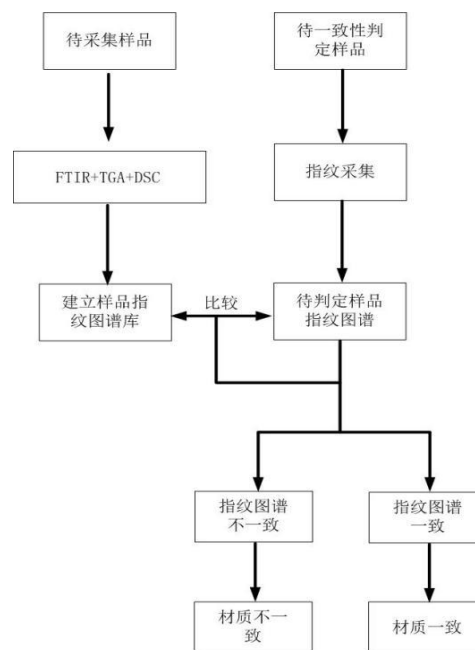 待采集样品
待一致性判
定样品
FTIR+TGA+DSC
指纹采集
建立样品指
纹图谱库
比较
待判定样品
指纹图谱
指纹图谱
不一致
指纹图谱
一致
材质不一
致
材质一致